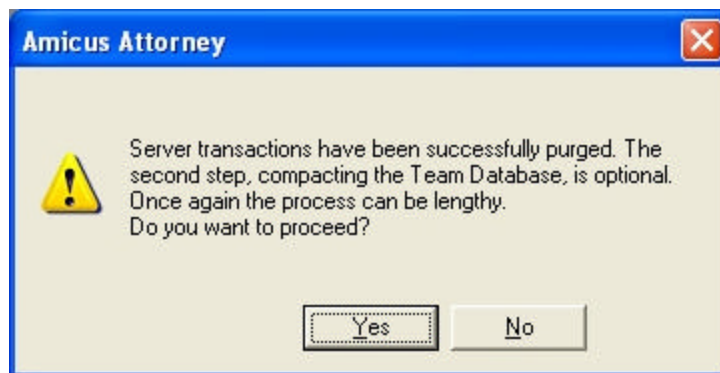 Amicus Attorney
Server transactions have been successfully purged. The
second step, compacting the Team Database, is optional.
Once again the process can be lengthy.
Do you want to proceed?
Yes No